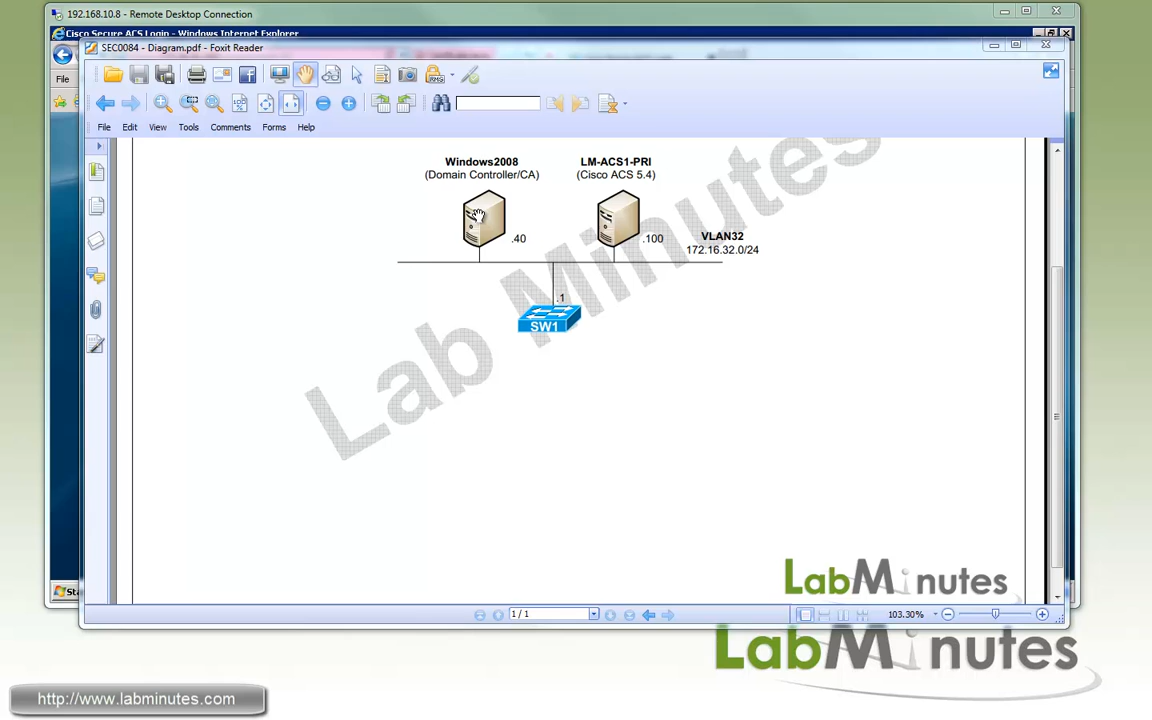 192.168.10.8 - Remote Desktop Connection
Cisco Secure ACS Login - Windows Internet Explorer
SEC0084 - Diagram.pdf - Foxit Reader
File
File Edit View Tools Comments Forms Help
Windows2008
(Domain Controller/CA)
LM-ACS1-PRI
(Cisco ACS 5.4)
.40
.100
VLAN32
172.16.32.0/24
.1
SW1
Lab Minutes
LabMinutes
Sta
1 / 1
103.30%
LabMinutes
http://www.labminutes.com